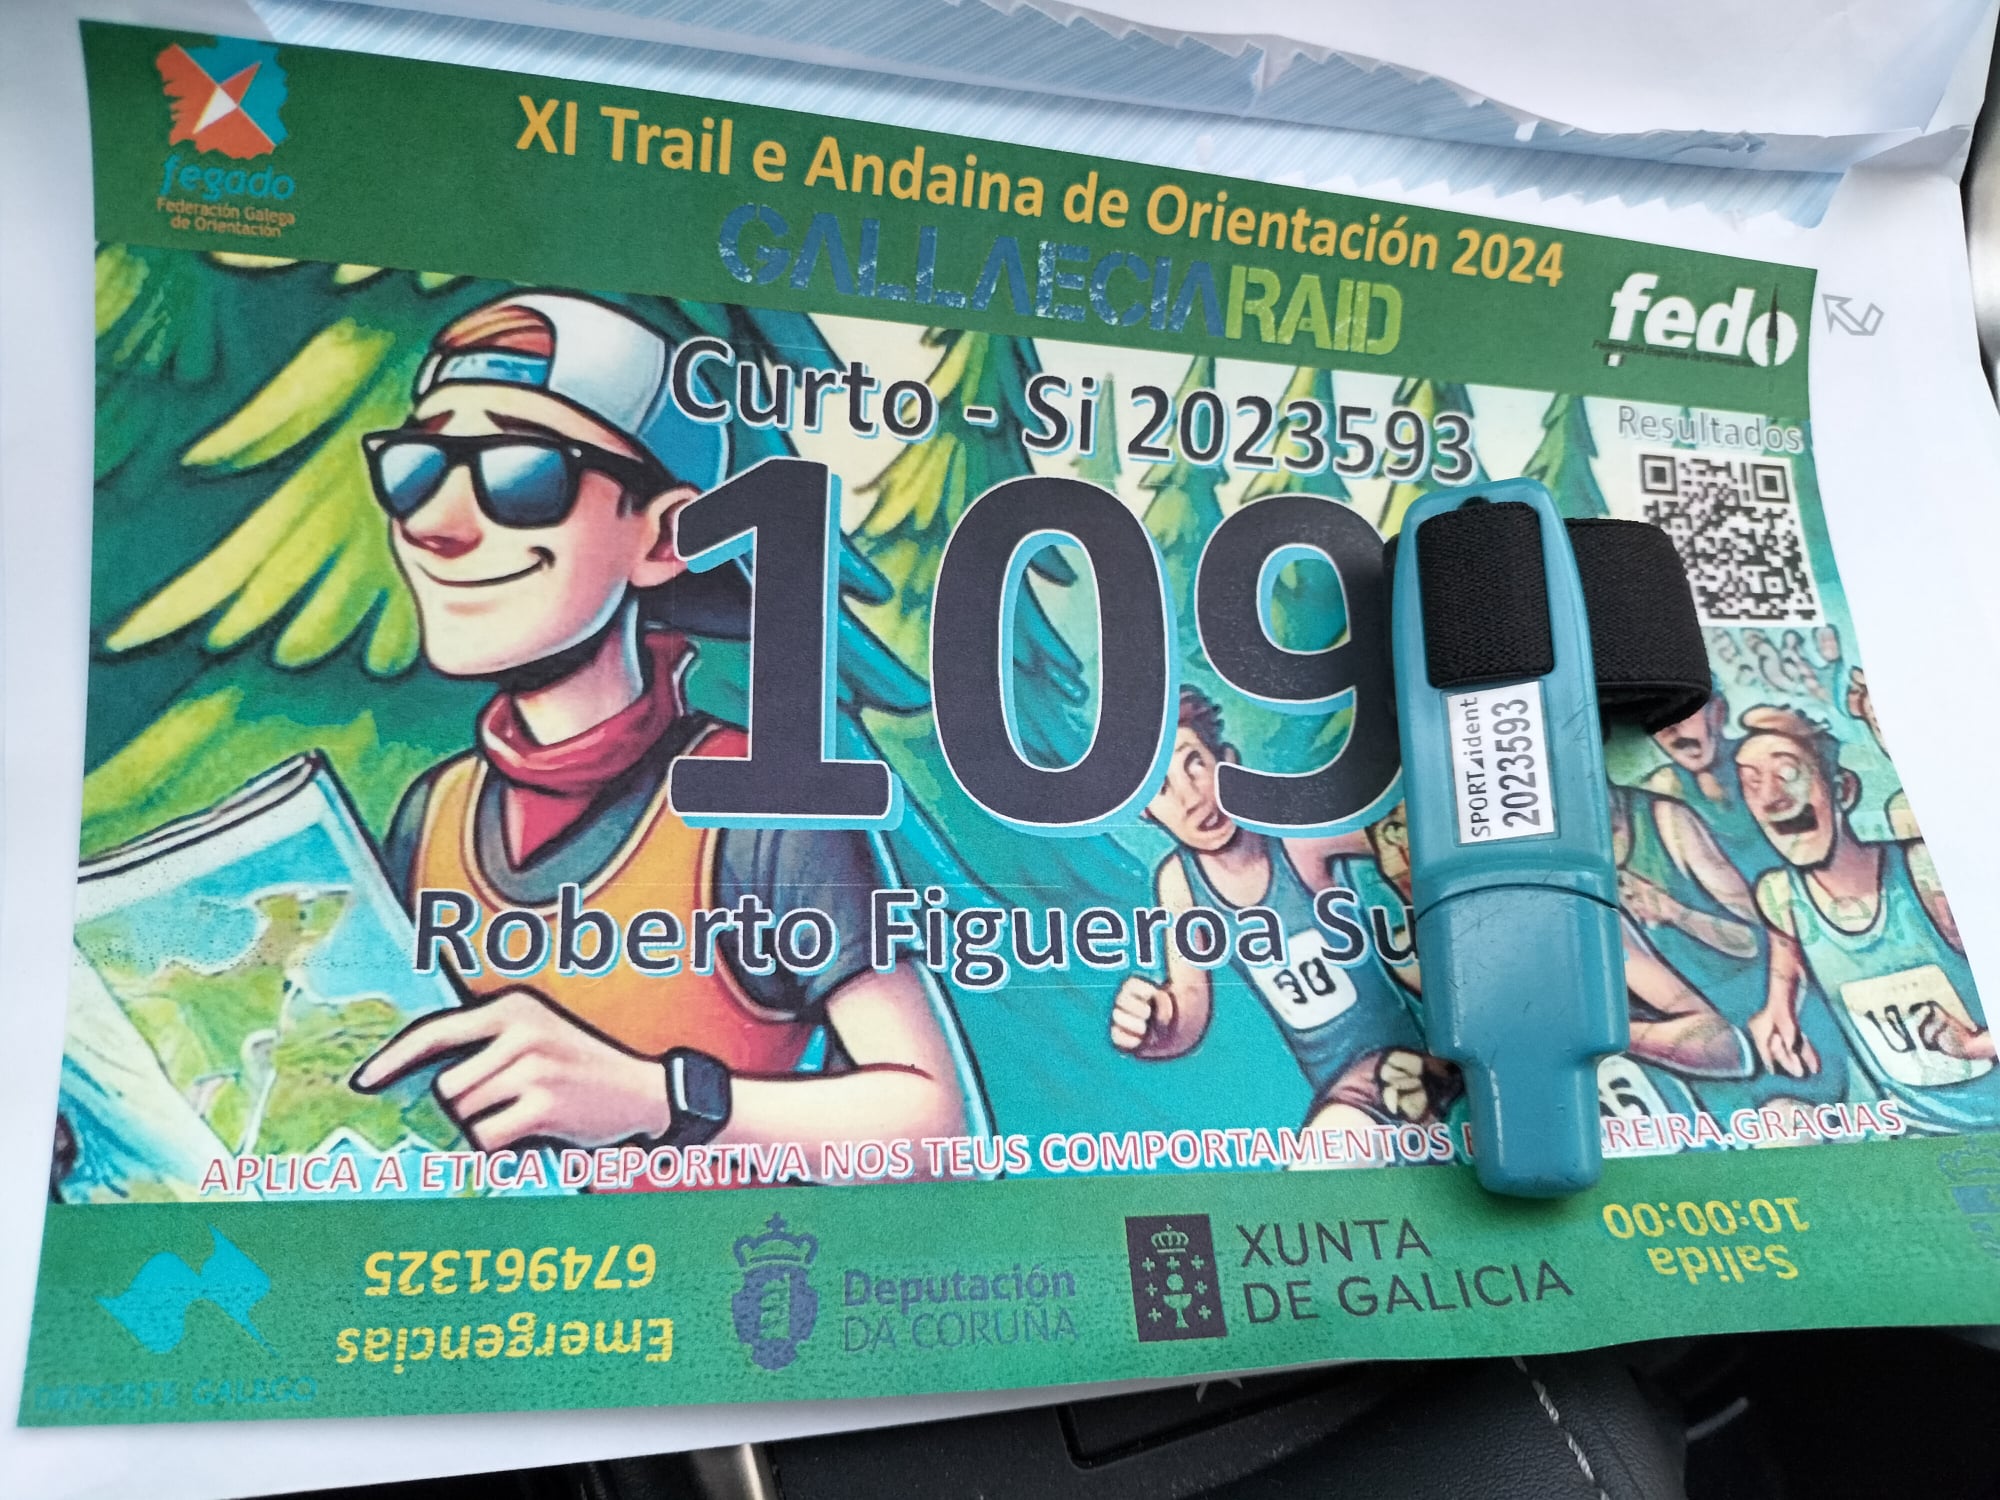 fegado
Federación Galega
de Orientación
XI Trail e Andaina de Orientación 2024
GALLAECIARAID
fedo
Curto - Si 2023593
Resultados
109
SPORTident
2023593
Roberto Figueroa Su
APLICA A ETICA DEPORTIVA NOS TEUS COMPORTAMENTOS E REIRA.GRACIAS
Emergencias
674961325
Deputación
DA CORUÑA
XUNTA
DE GALICIA
Salida
10:00:00
DEPORTE GALEGO